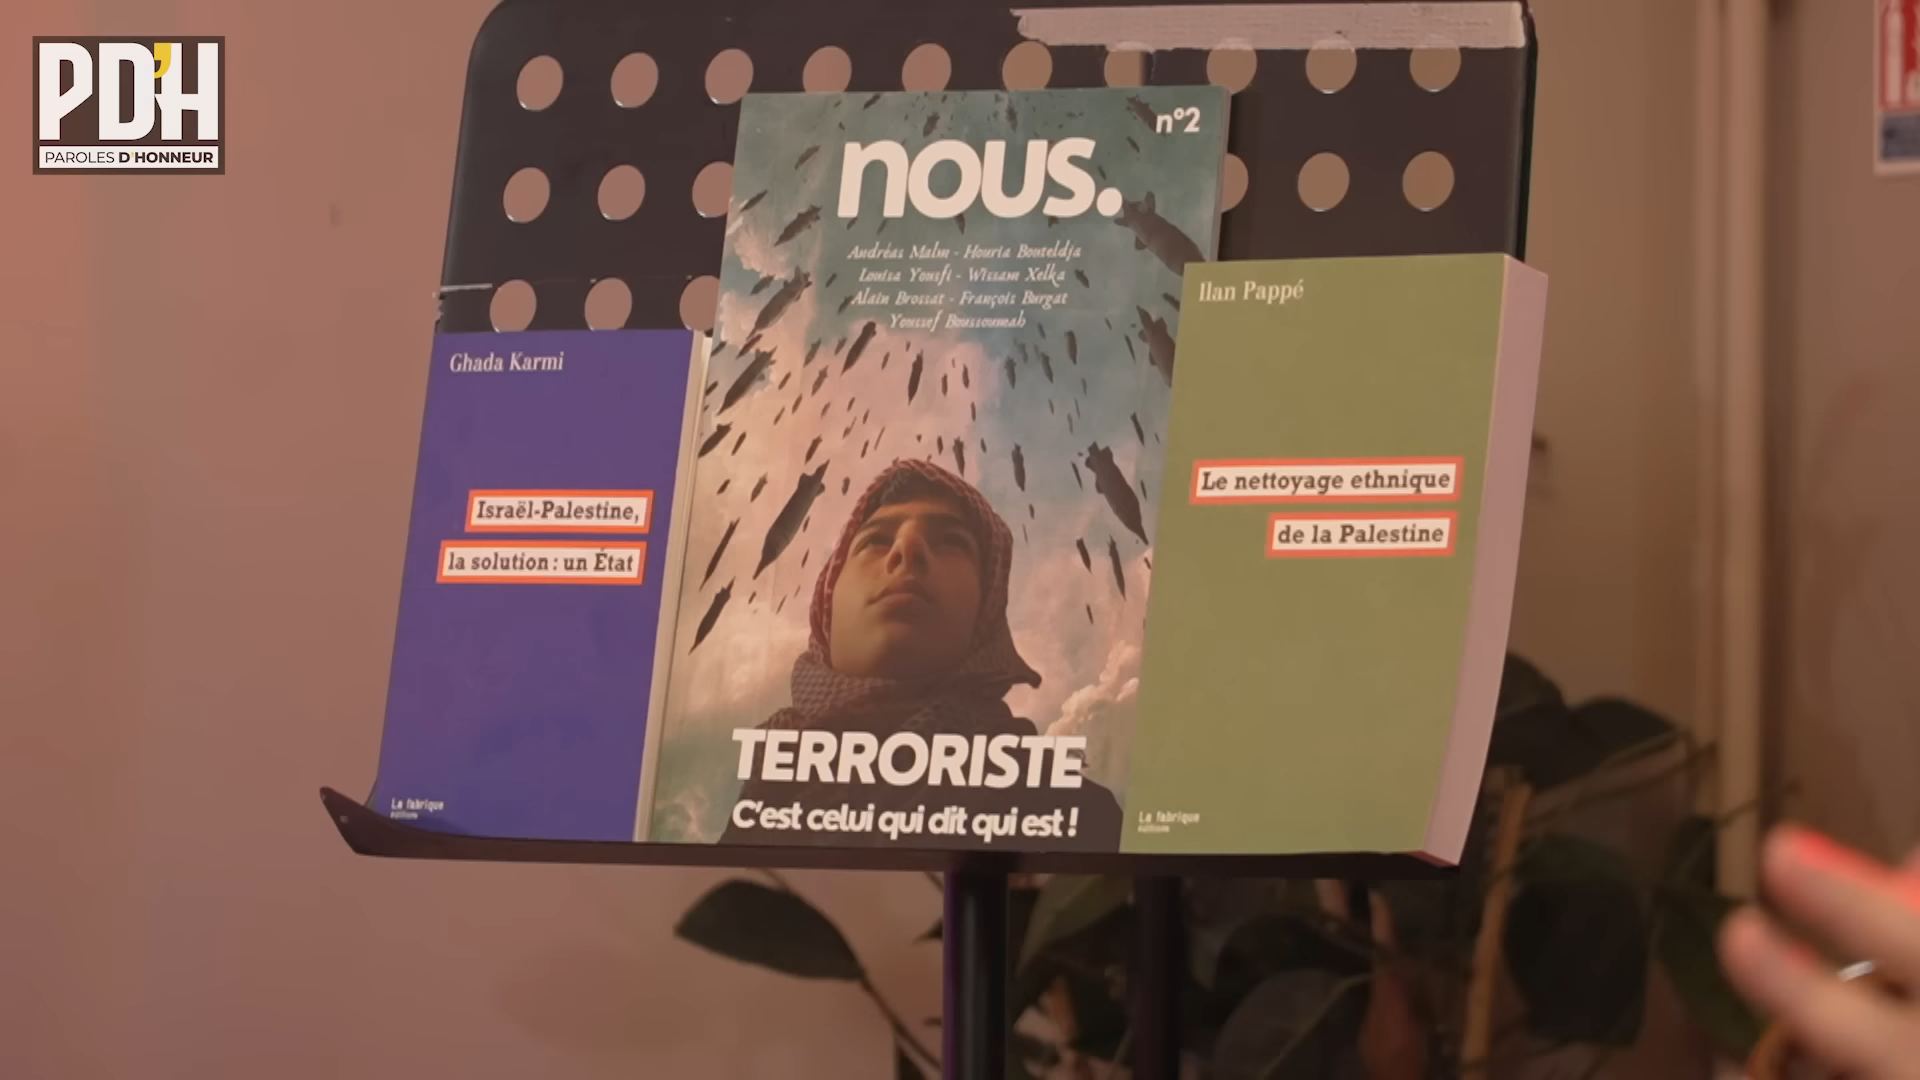 PD'H
PAROLES D'HONNEUR
n°2
nous.
Andréas Malm - Houria Bouteldja
Louisa Yousfi - Wissam Xelka
Alain Brossat - François Burgat
Youssef Boussoumah
TERRORISTE
C'est celui qui dit qui est !
Ghada Karmi
Israël-Palestine,
la solution : un État
La fabrique
éditions
Ilan Pappé
Le nettoyage ethnique
de la Palestine
La fabrique
éditions